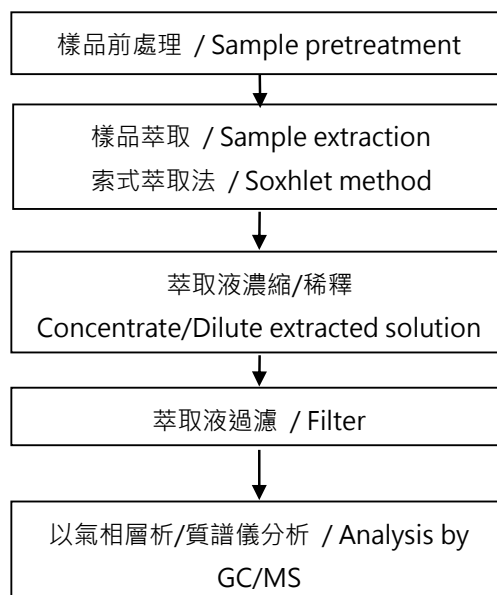 樣品前處理 / Sample pretreatment
樣品萃取 / Sample extraction
索式萃取法 / Soxhlet method
萃取液濃縮/稀釋
Concentrate/Dilute extracted solution
萃取液過濾 / Filter
以氣相層析/質譜儀分析 / Analysis by
GC/MS